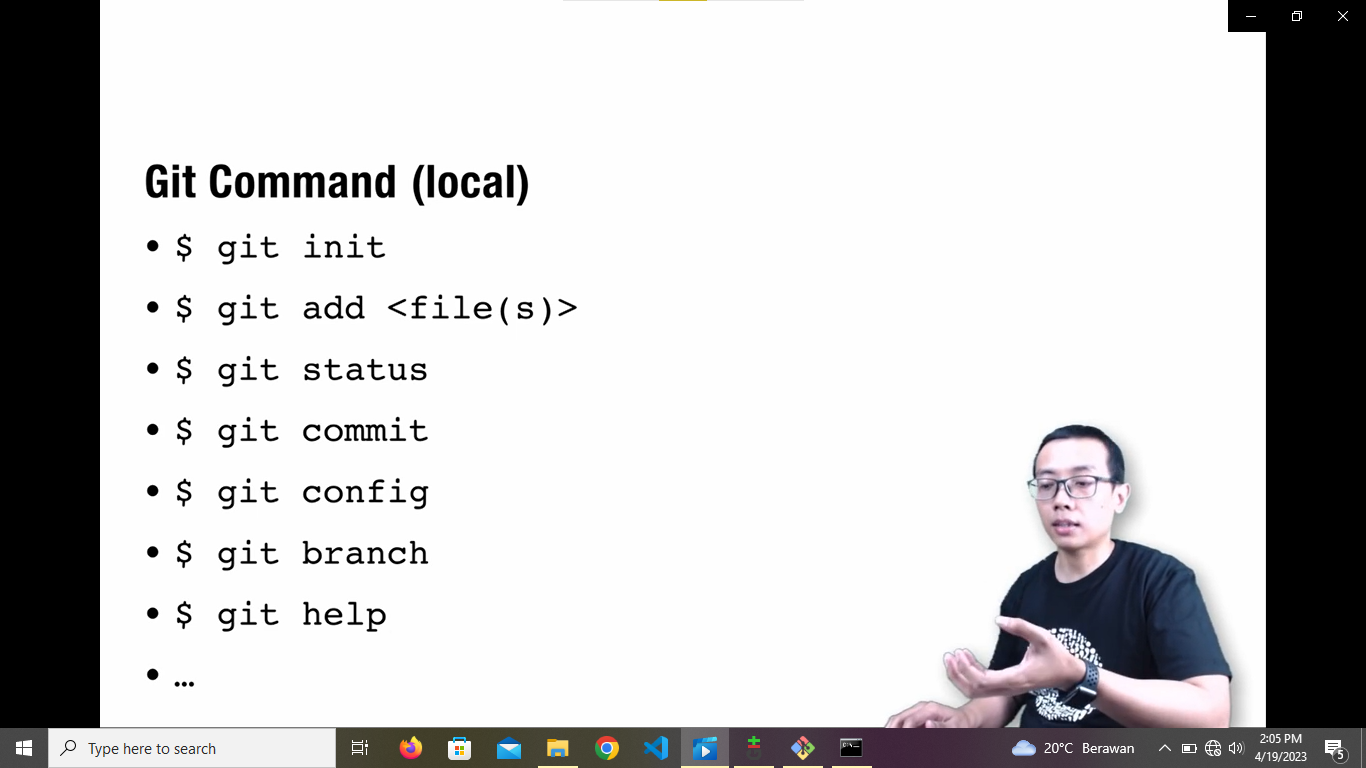 Git Command (local)
• $ git init
• $ git add <file(s)>
• $ git status
• $ git commit
• $ git config
• $ git branch
• $ git help
• …
Type here to search
20°C Berawan
2:05 PM
4/19/2023
5